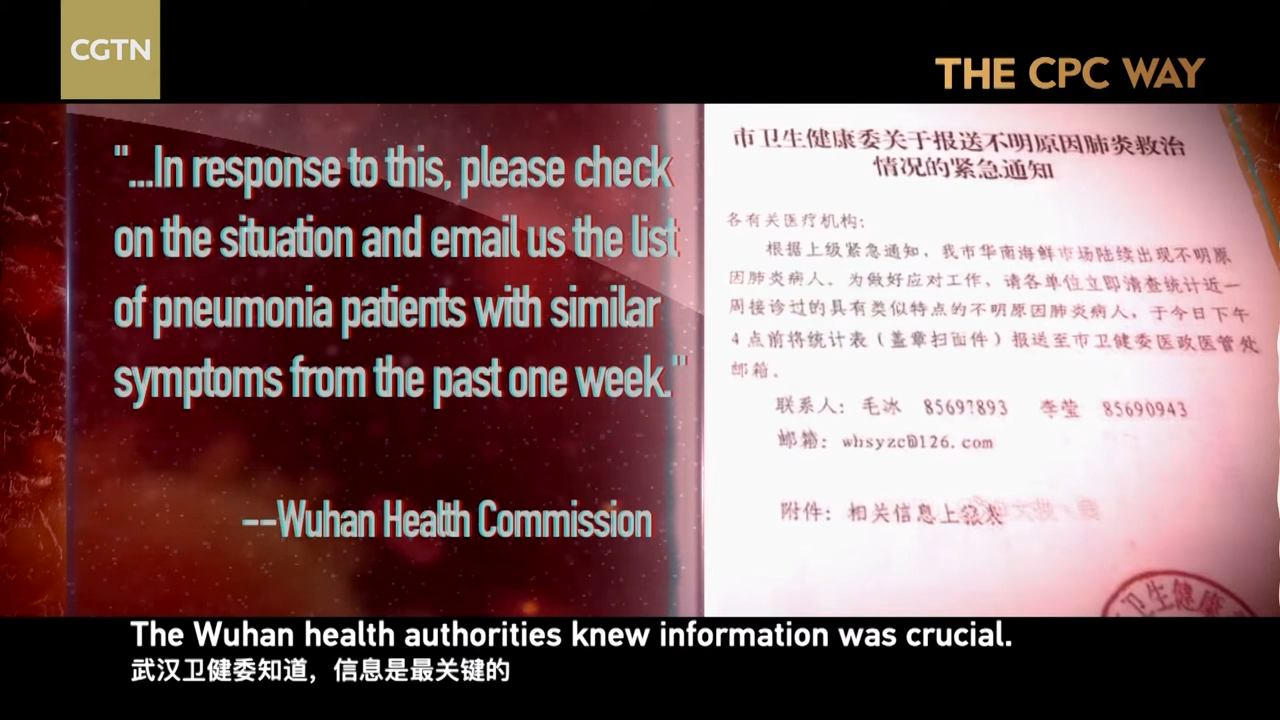 CGTN
THE CPC WAY
"...In response to this, please check
on the situation and email us the list
of pneumonia patients with similar
symptoms from the past one week."
--Wuhan Health Commission
市卫生健康委关于报送不明原因肺炎救治
情况的紧急通知
各有关医疗机构:
根据上级紧急通知，我市华南海鲜市场陆续出现不明原
因肺炎病人。为做好应对工作，请各单位立即清查统计近一
周接诊过的具有类似特点的不明原因肺炎病人，于今日下午
4点前将统计表（盖章扫面件）报送至市卫健委医政医管处
邮箱。
联系人: 毛冰 85697893 李莹 85690943
邮箱: whsyzc@126.com
附件: 相关信息上
卫生健康
The Wuhan health authorities knew information was crucial.
武汉卫健委知道，信息是最关键的